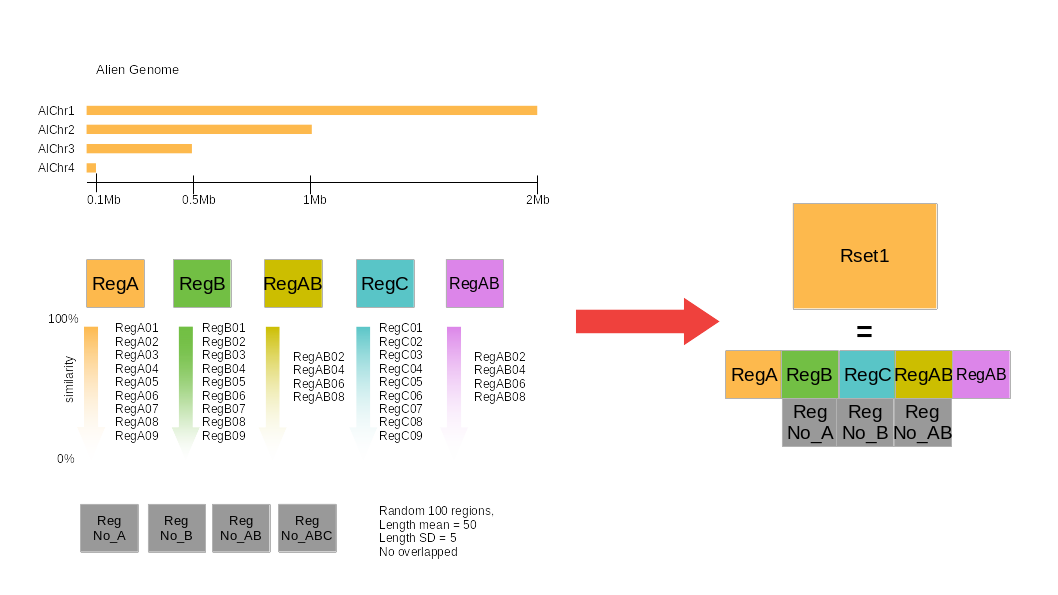 Alien Genome
AlChr1
AlChr2
AlChr3
AlChr4
0.1Mb
0.5Mb
1Mb
2Mb
RegA
RegB
RegAB
RegC
RegAB
100%
similarity
0%
RegA01
RegA02
RegA03
RegA04
RegA05
RegA06
RegA07
RegA08
RegA09
RegB01
RegB02
RegB03
RegB04
RegB05
RegB06
RegB07
RegB08
RegB09
RegAB02
RegAB04
RegAB06
RegAB08
RegC01
RegC02
RegC03
RegC04
RegC05
RegC06
RegC07
RegC08
RegC09
RegAB02
RegAB04
RegAB06
RegAB08
Reg
No_A
Reg
No_B
Reg
No_AB
Reg
No_ABC
Random 100 regions,
Length mean = 50
Length SD = 5
No overlapped
Rset1
=
RegA
RegB
RegC
RegAB
RegAB
Reg
No_A
Reg
No_B
Reg
No_AB